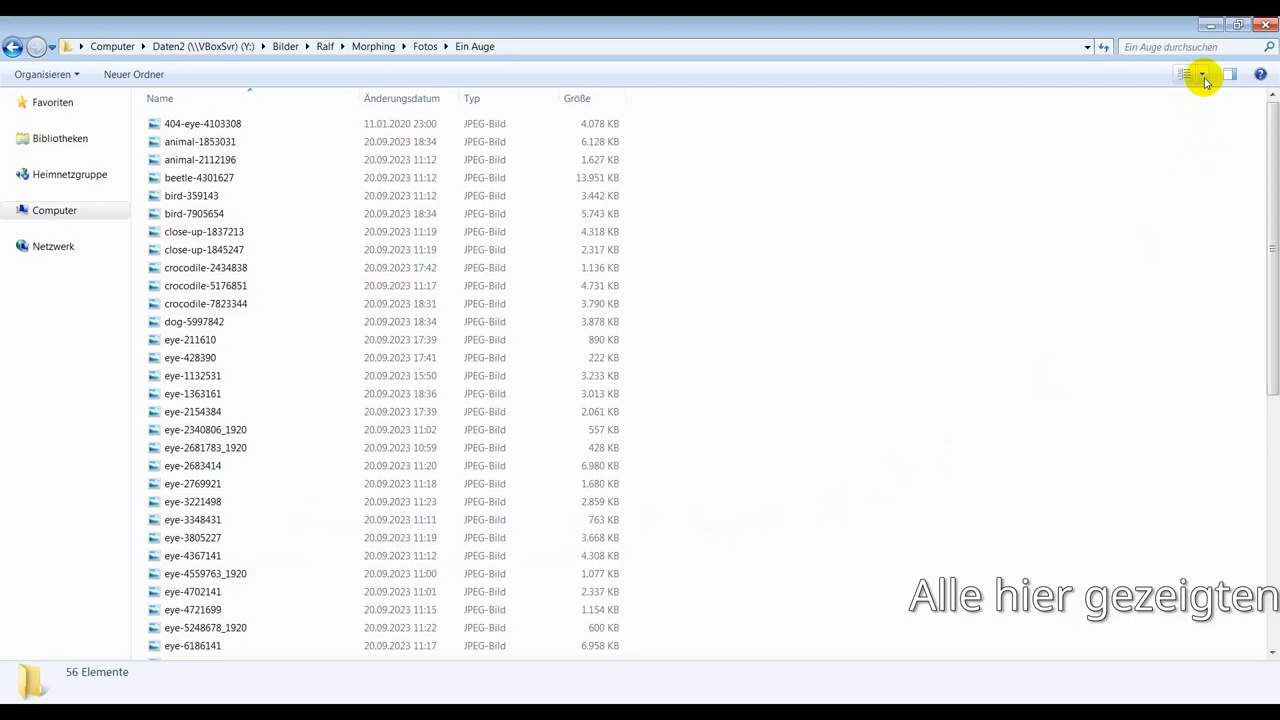 Computer Daten2 (\\VBoxSvr) (Y:) Bilder Ralf Morphing Fotos Ein Auge
Ein Auge durchsuchen
Organisieren Neuer Ordner
Favoriten
Bibliotheken
Heimnetzgruppe
Computer
Netzwerk
Name Änderungsdatum Typ Größe
404-eye-4103308 11.01.2020 23:00 JPEG-Bild 4.078 KB
animal-1853031 20.09.2023 18:34 JPEG-Bild 6.128 KB
animal-2112196 20.09.2023 11:12 JPEG-Bild 1.627 KB
beetle-4301627 20.09.2023 11:12 JPEG-Bild 13.951 KB
bird-359143 20.09.2023 11:12 JPEG-Bild 3.442 KB
bird-7905654 20.09.2023 18:34 JPEG-Bild 5.743 KB
close-up-1837213 20.09.2023 11:19 JPEG-Bild 4.318 KB
close-up-1845247 20.09.2023 11:19 JPEG-Bild 2.317 KB
crocodile-2434838 20.09.2023 17:42 JPEG-Bild 1.136 KB
crocodile-5176851 20.09.2023 11:17 JPEG-Bild 4.731 KB
crocodile-7823344 20.09.2023 18:31 JPEG-Bild 3.790 KB
dog-5997842 20.09.2023 18:34 JPEG-Bild 3.878 KB
eye-211610 20.09.2023 17:39 JPEG-Bild 890 KB
eye-428390 20.09.2023 17:41 JPEG-Bild 222 KB
eye-1132531 20.09.2023 15:50 JPEG-Bild 3.233 KB
eye-1363161 20.09.2023 18:36 JPEG-Bild 3.013 KB
eye-2154384 20.09.2023 17:39 JPEG-Bild 2.061 KB
eye-2340806_1920 20.09.2023 11:02 JPEG-Bild 557 KB
eye-2681783_1920 20.09.2023 10:59 JPEG-Bild 428 KB
eye-2683414 20.09.2023 11:20 JPEG-Bild 6.980 KB
eye-2769921 20.09.2023 11:18 JPEG-Bild 1.680 KB
eye-3221498 20.09.2023 11:23 JPEG-Bild 2.859 KB
eye-3348431 20.09.2023 11:11 JPEG-Bild 763 KB
eye-3805227 20.09.2023 11:19 JPEG-Bild 3.668 KB
eye-4367141 20.09.2023 11:12 JPEG-Bild 4.308 KB
eye-4559763_1920 20.09.2023 11:00 JPEG-Bild 1.077 KB
eye-4702141 20.09.2023 11:01 JPEG-Bild 2.337 KB
eye-4721699 20.09.2023 11:15 JPEG-Bild 1.154 KB
eye-5248678_1920 20.09.2023 11:22 JPEG-Bild 600 KB
eye-6186141 20.09.2023 11:17 JPEG-Bild 6.958 KB
Alle hier gezeigten
56 Elemente